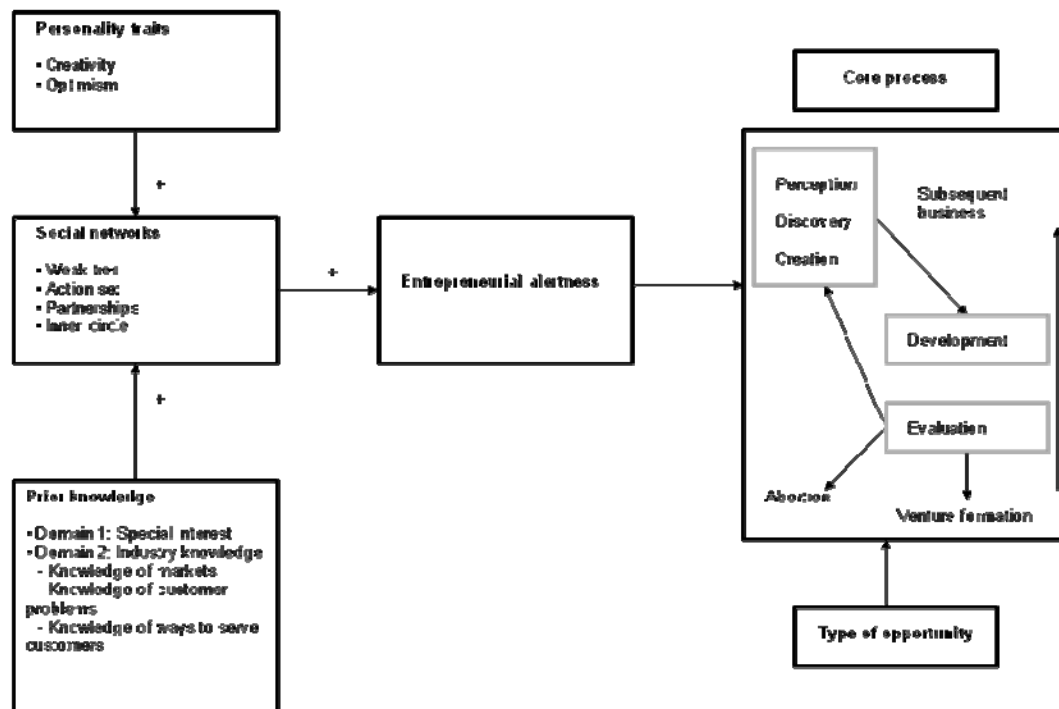 Personality traits
▪ Creativity
▪ Optimism
+
Social networks
▪ Weak ties
▪ Action set
▪ Partnerships
▪ Inner circle
+
Entrepreneurial alertness
+
Prior knowledge
▪ Domain 1: Special interest
▪ Domain 2: Industry knowledge
- Knowledge of markets
Knowledge of customer
problems
- Knowledge of ways to serve
customers
Core process
Perception
Discovery
Creation
Subsequent
business
Development
Evaluation
Abortion
Venture formation
Type of opportunity